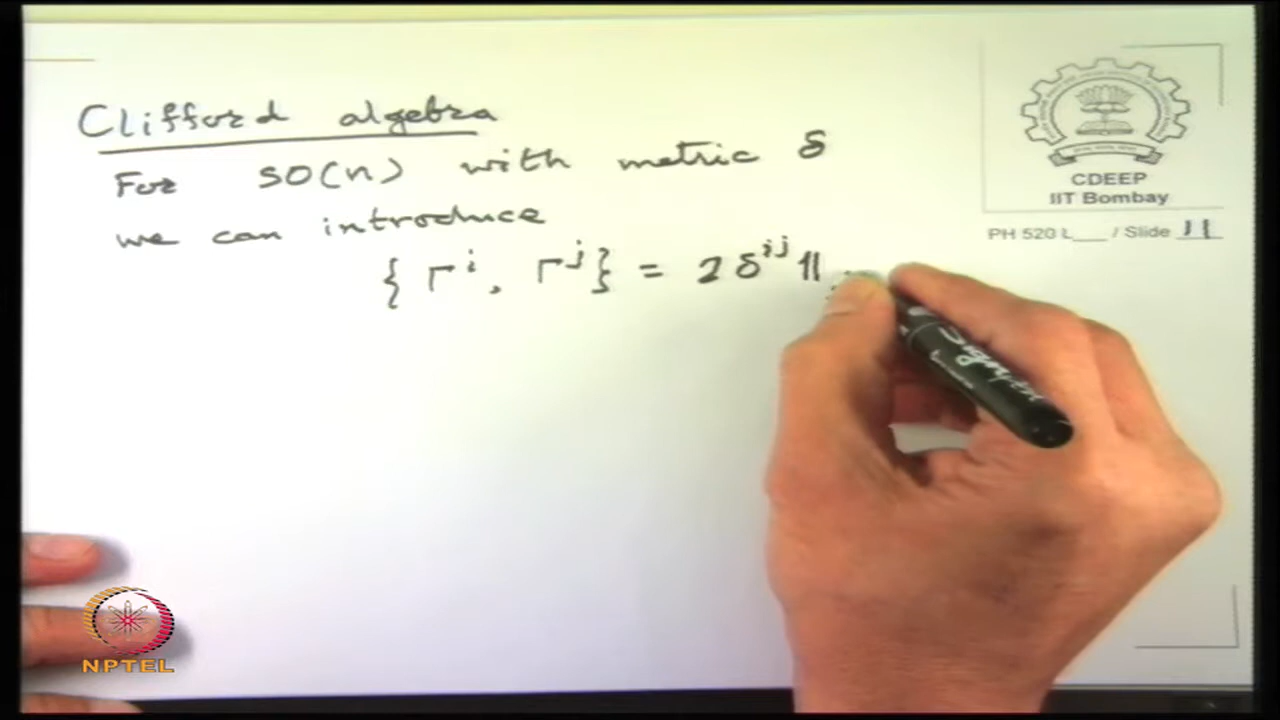 Clifford algebra
For SO(n) with metric δ
we can introduce
{ Γ^i, Γ^j } = 2 δ^{ij} 𝟙
CDEEP
IIT Bombay
PH 520 L___ / Slide 11
NPTEL